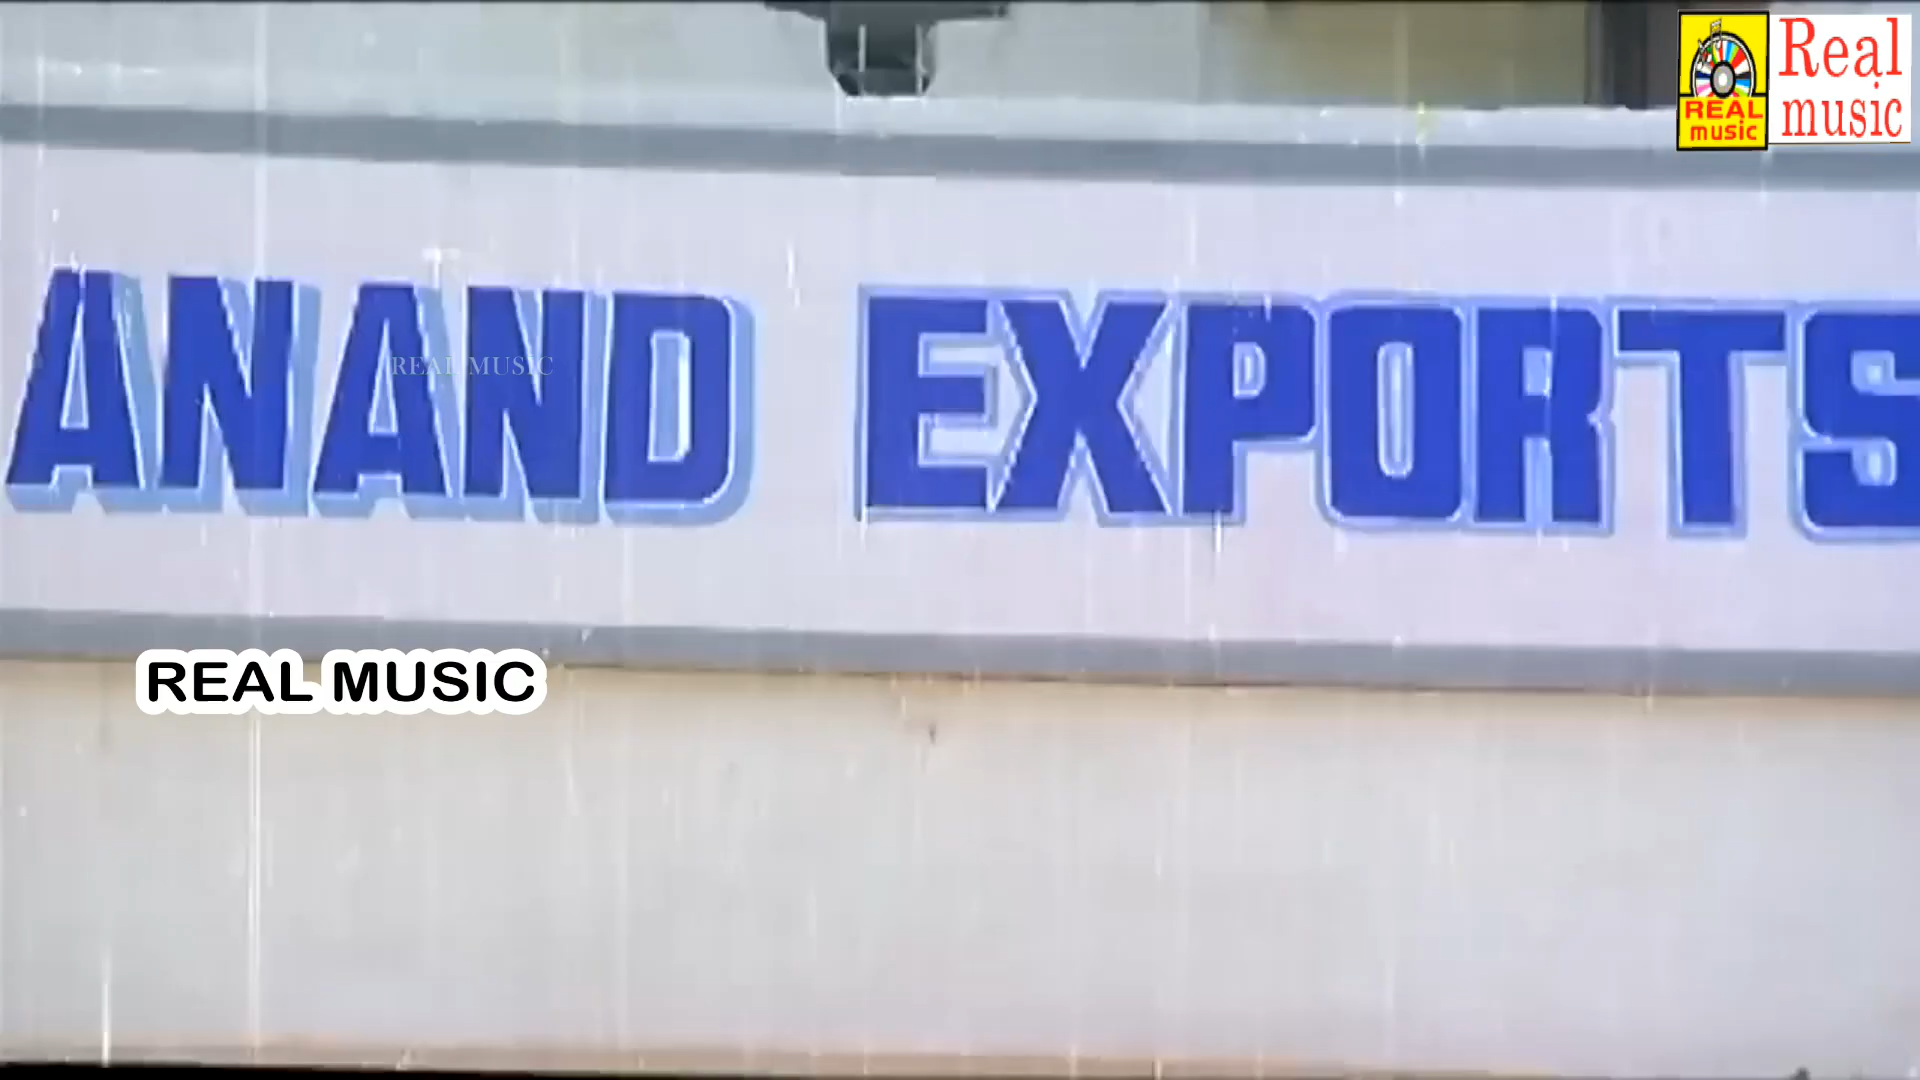 REAL
music
Real
music
ANAND EXPORTS
REAL MUSIC
REAL MUSIC